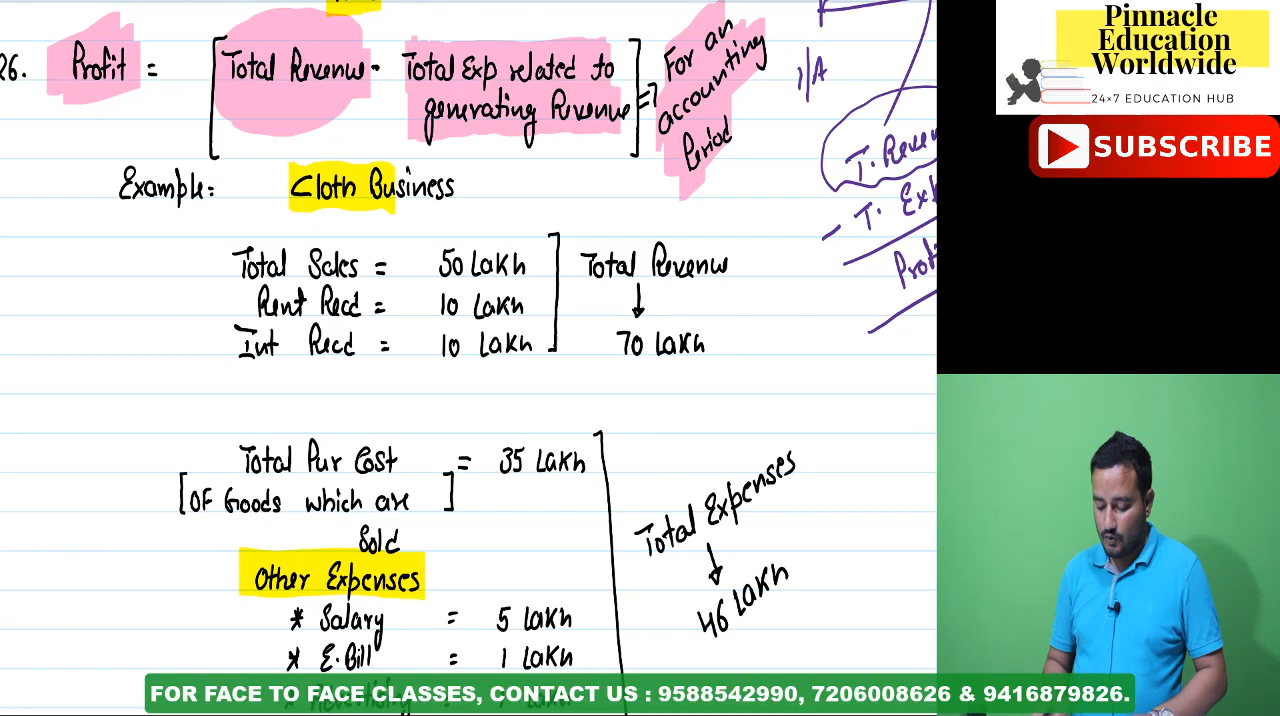 26. Profit = [Total Revenue - Total Exp related to generating Revenue] => For an accounting Period
Example:- Cloth Business
Total Sales = 50 Lakh
Rent Recd = 10 Lakh
Int Recd = 10 Lakh
Total Revenue
↓
70 Lakh
Total Pur Cost = 35 Lakh
[OF Goods which are]
Sold
Other Expenses
* Salary = 5 Lakh
* E.Bill = 1 Lakh
Total Expenses
↓
46 Lakh
I/A
T. Reven
- T. Exp
Profi
Pinnacle
Education
Worldwide
24×7 EDUCATION HUB
SUBSCRIBE
FOR FACE TO FACE CLASSES, CONTACT US : 9588542990, 7206008626 & 9416879826.